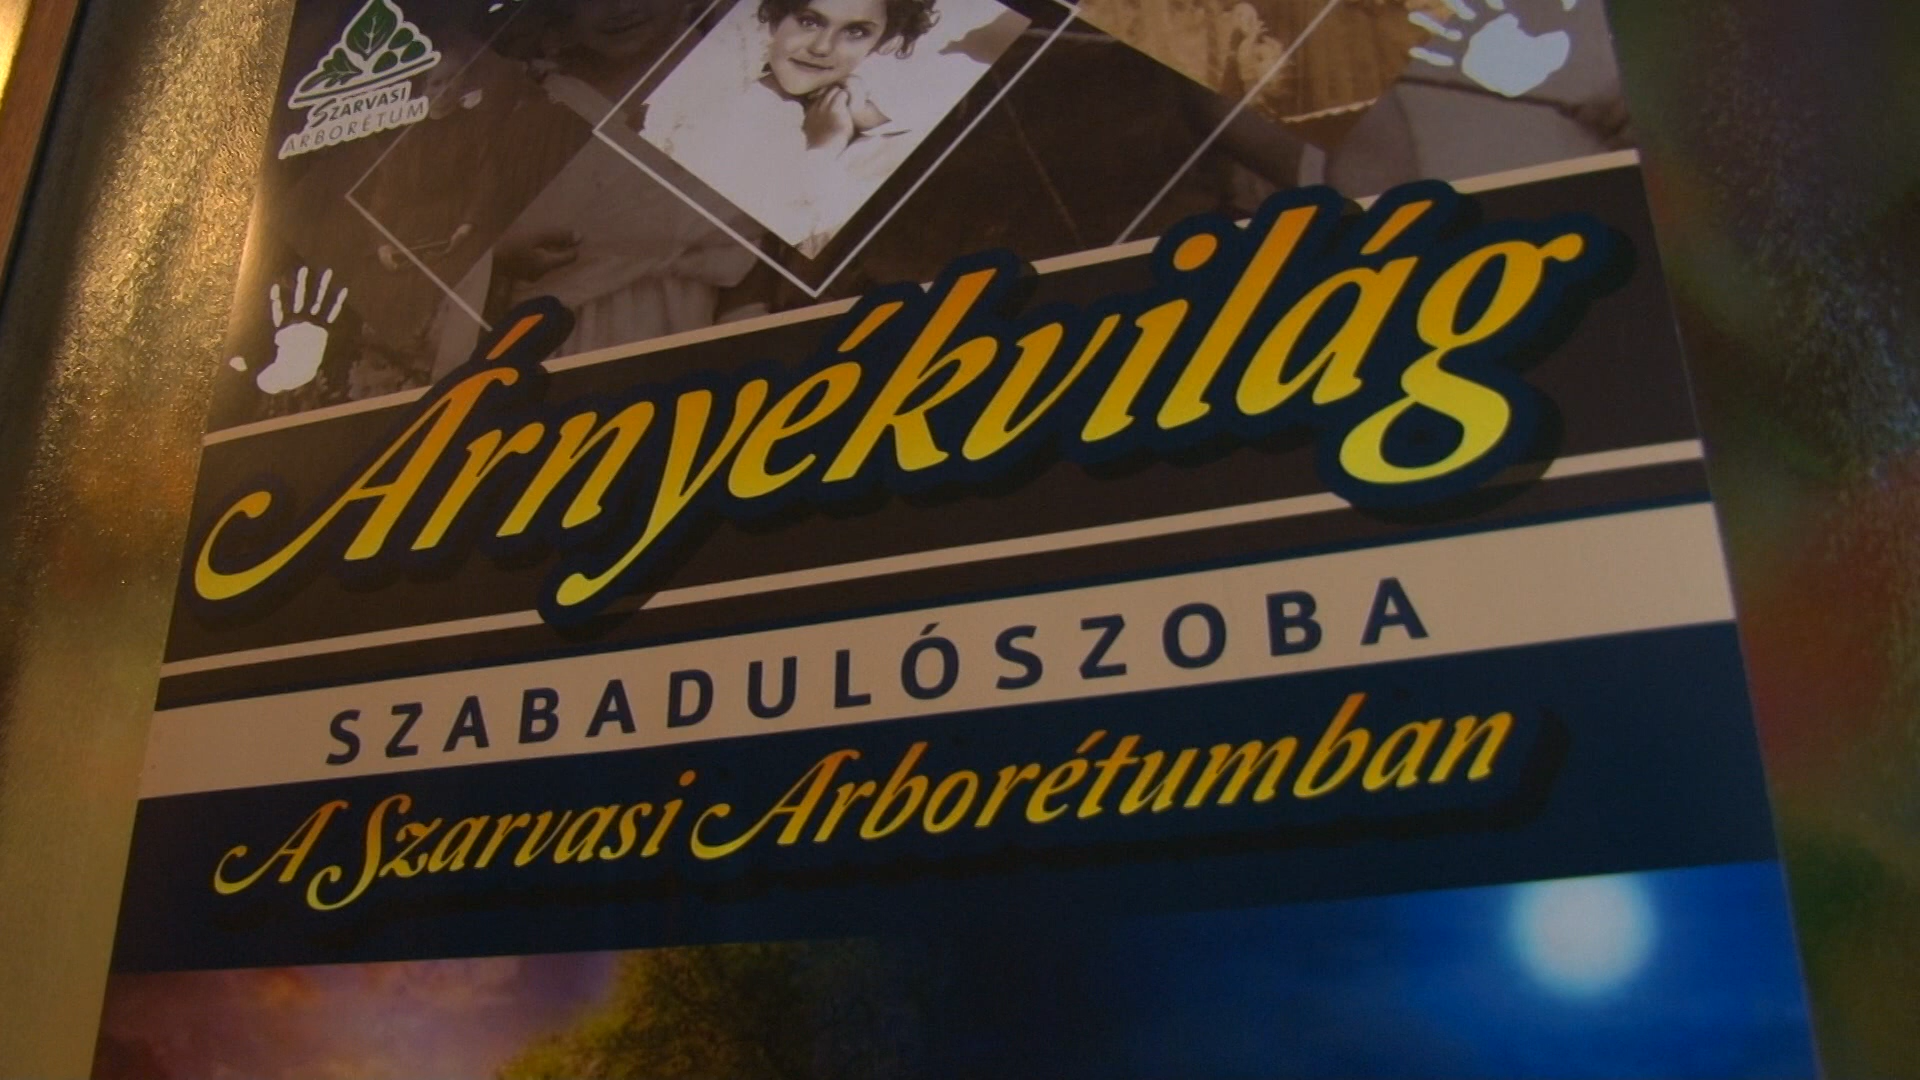 SZARVASI
ARBORÉTUM
Árnyékvilág
SZABADULÓSZOBA
A Szarvasi Arborétumban